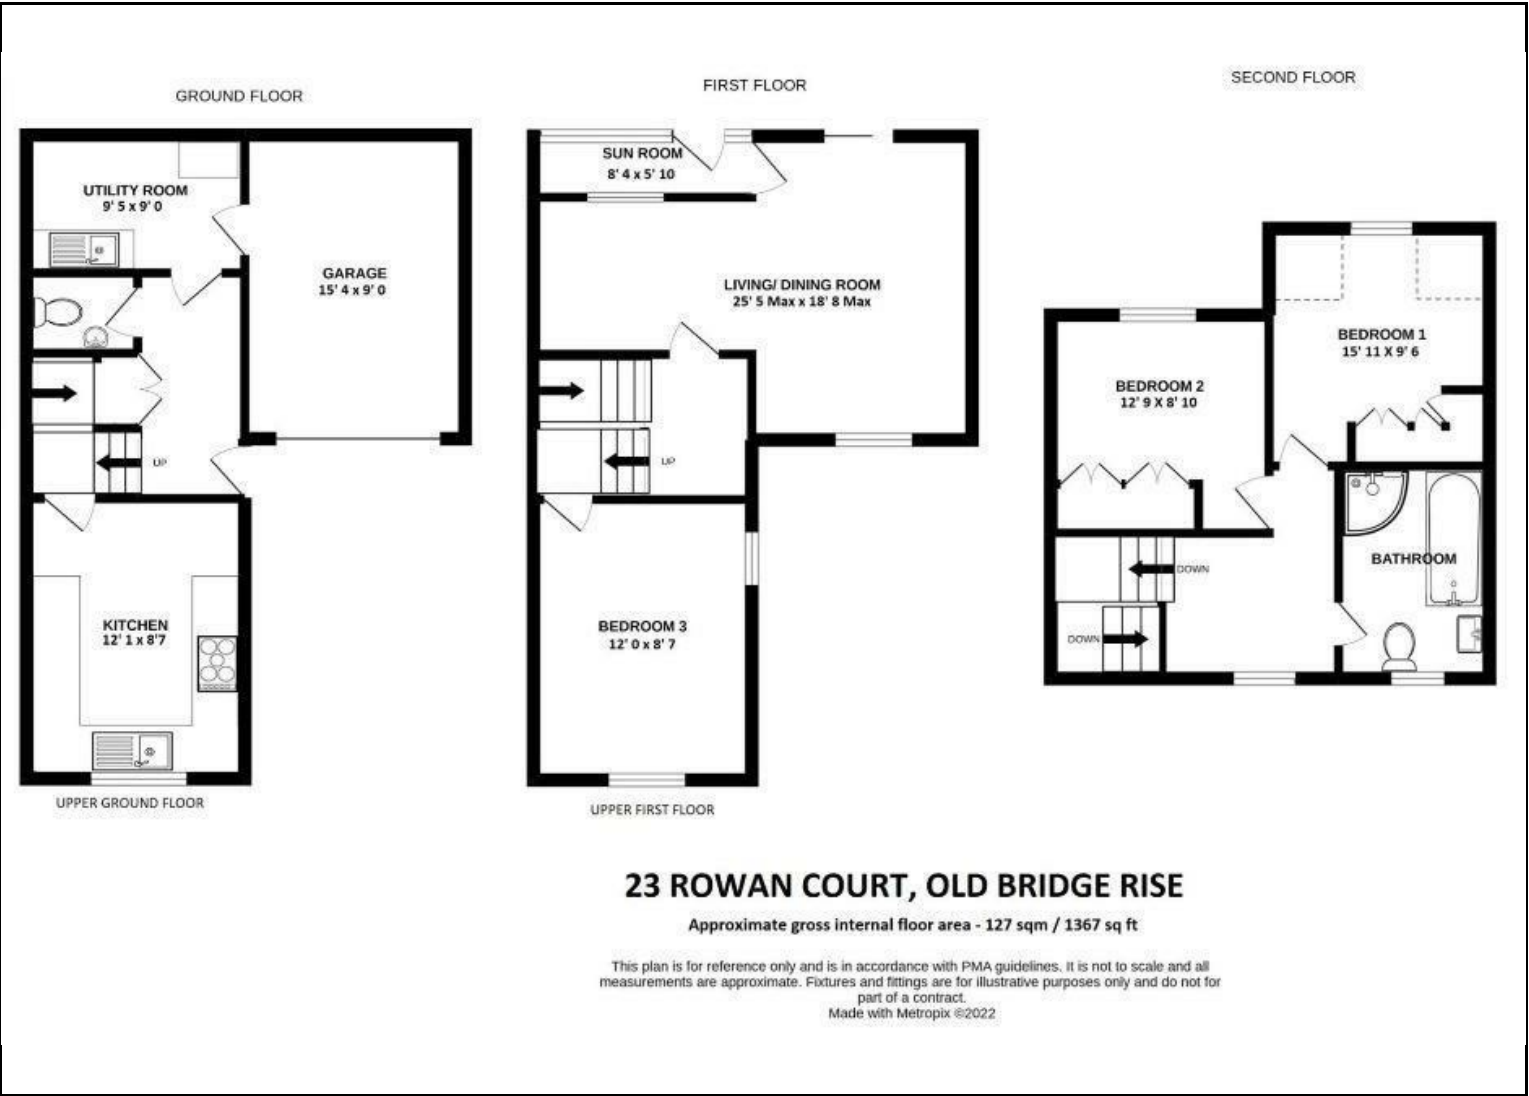 GROUND FLOOR
UTILITY ROOM
9' 5 x 9' 0
GARAGE
15' 4 x 9' 0
UP
KITCHEN
12' 1 x 8'7
UPPER GROUND FLOOR
FIRST FLOOR
SUN ROOM
8' 4 x 5' 10
LIVING/ DINING ROOM
25' 5 Max x 18' 8 Max
UP
BEDROOM 3
12' 0 x 8' 7
UPPER FIRST FLOOR
SECOND FLOOR
BEDROOM 1
15' 11 X 9' 6
BEDROOM 2
12' 9 X 8' 10
BATHROOM
DOWN
DOWN
23 ROWAN COURT, OLD BRIDGE RISE
Approximate gross internal floor area - 127 sqm / 1367 sq ft
This plan is for reference only and is in accordance with PMA guidelines. It is not to scale and all
measurements are approximate. Fixtures and fittings are for illustrative purposes only and do not for
part of a contract.
Made with Metropix ©2022